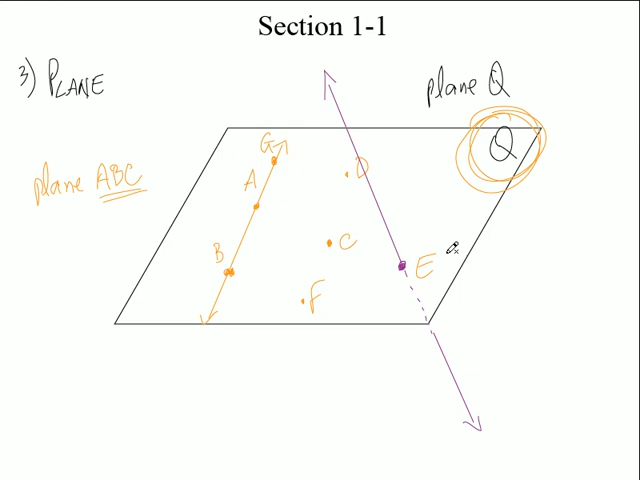 Section 1-1
3) PLANE
plane Q
Q
plane ABC
G
A
D
B
C
E
F